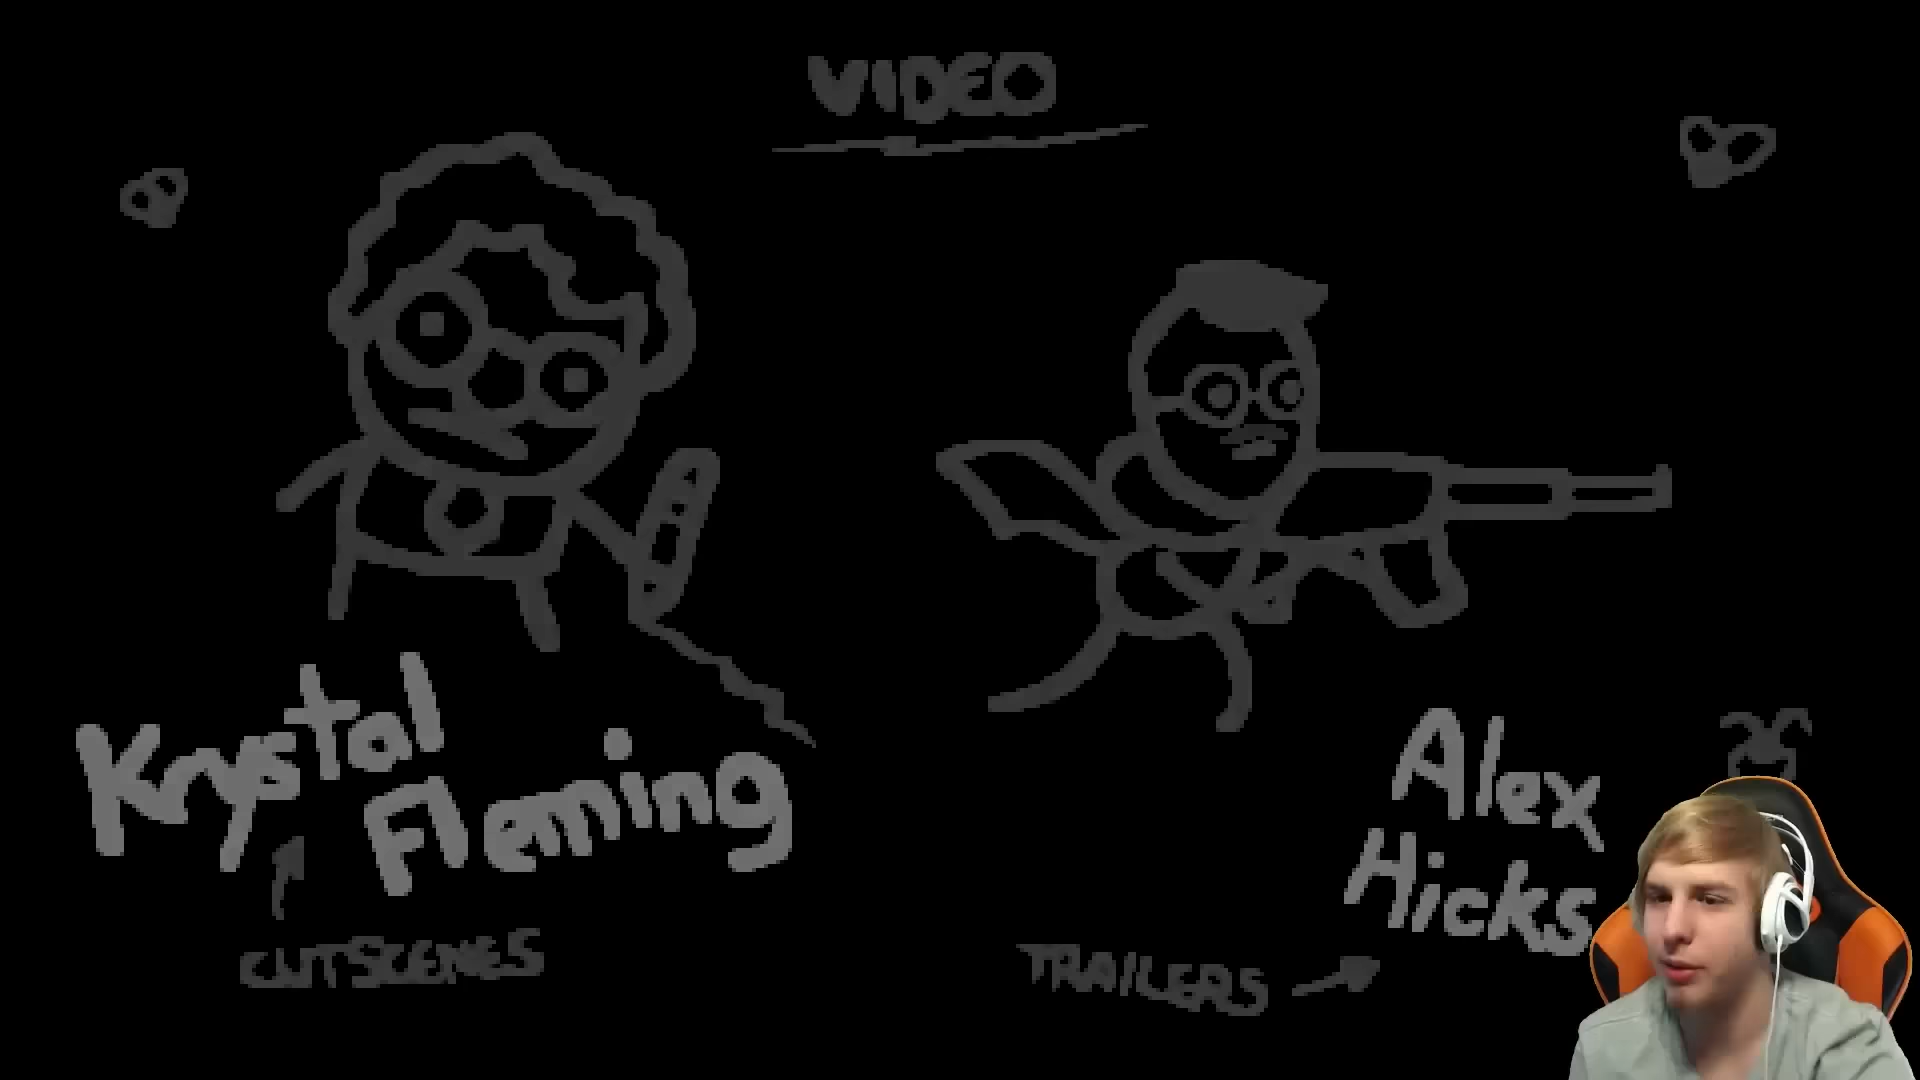 VIDEO
Krystal
Fleming
CUTSCENES
Alex
Hicks
TRAILERS